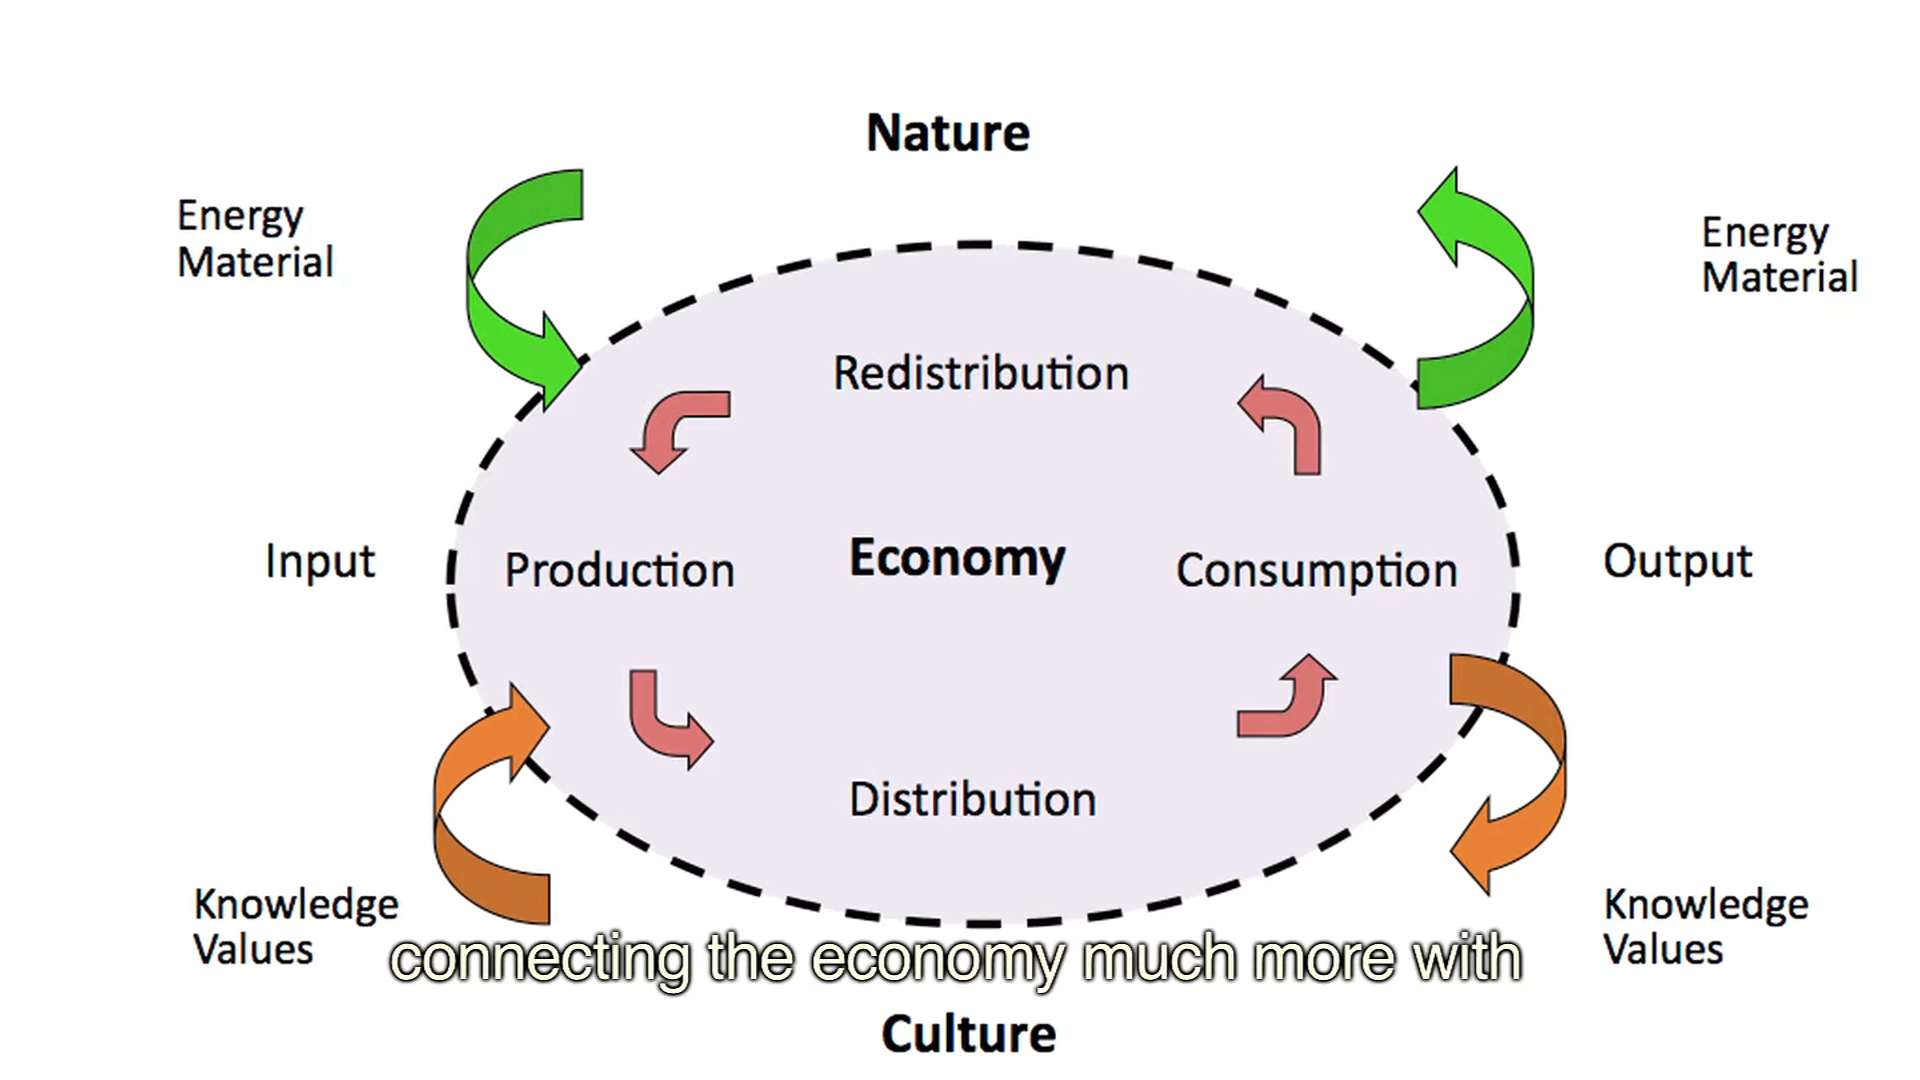 Nature
Energy
Material
Energy
Material
Redistribution
Input
Production
Economy
Consumption
Output
Distribution
Knowledge
Values
Knowledge
Values
connecting the economy much more with
Culture